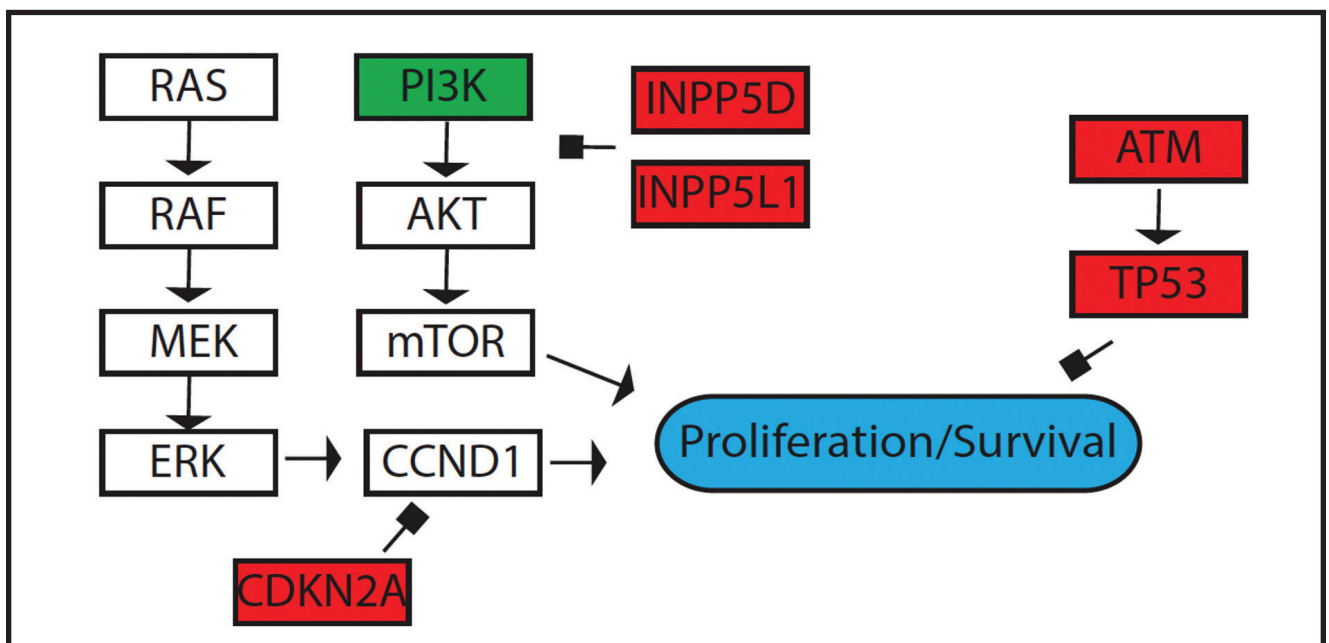 RAS
RAF
MEK
ERK
PI3K
AKT
mTOR
CCND1
CDKN2A
INPP5D
INPP5L1
ATM
TP53
Proliferation/Survival